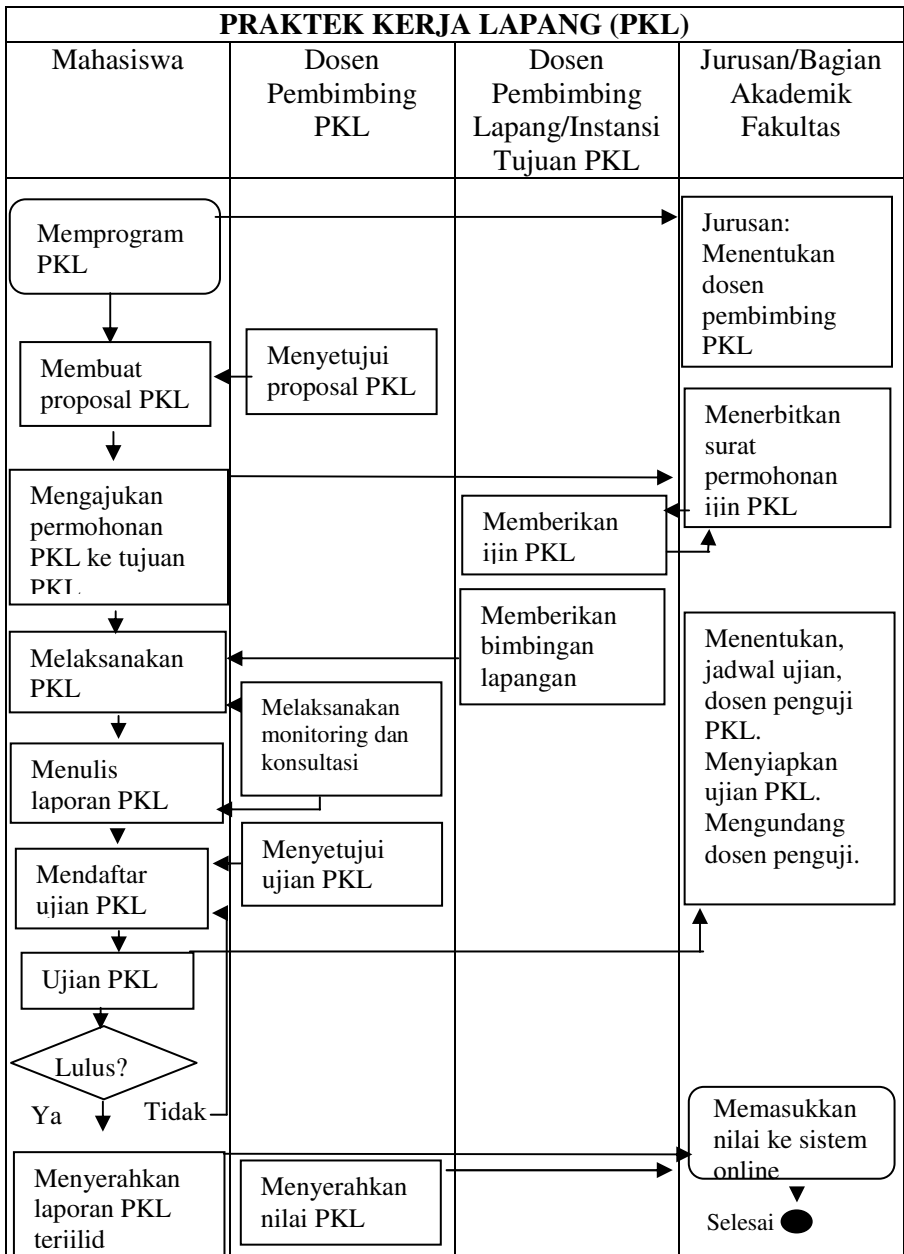 PRAKTEK KERJA LAPANG (PKL)
Mahasiswa
Dosen
Pembimbing
PKL
Dosen
Pembimbing
Lapang/Instansi
Tujuan PKL
Jurusan/Bagian
Akademik
Fakultas
Memprogram
PKL
Jurusan:
Menentukan
dosen
pembimbing
PKL
Membuat
proposal PKL
Menyetujui
proposal PKL
Menerbitkan
surat
permohonan
ijin PKL
Mengajukan
permohonan
PKL ke tujuan
PKL
Memberikan
ijin PKL
Memberikan
bimbingan
lapangan
Melaksanakan
PKL
Melaksanakan
monitoring dan
konsultasi
Menentukan,
jadwal ujian,
dosen penguji
PKL.
Menyiapkan
ujian PKL.
Mengundang
dosen penguji.
Menulis
laporan PKL
Menyetujui
ujian PKL
Mendaftar
ujian PKL
Ujian PKL
Lulus?
Ya
Tidak
Memasukkan
nilai ke sistem
online
Menyerahkan
laporan PKL
terjilid
Menyerahkan
nilai PKL
Selesai